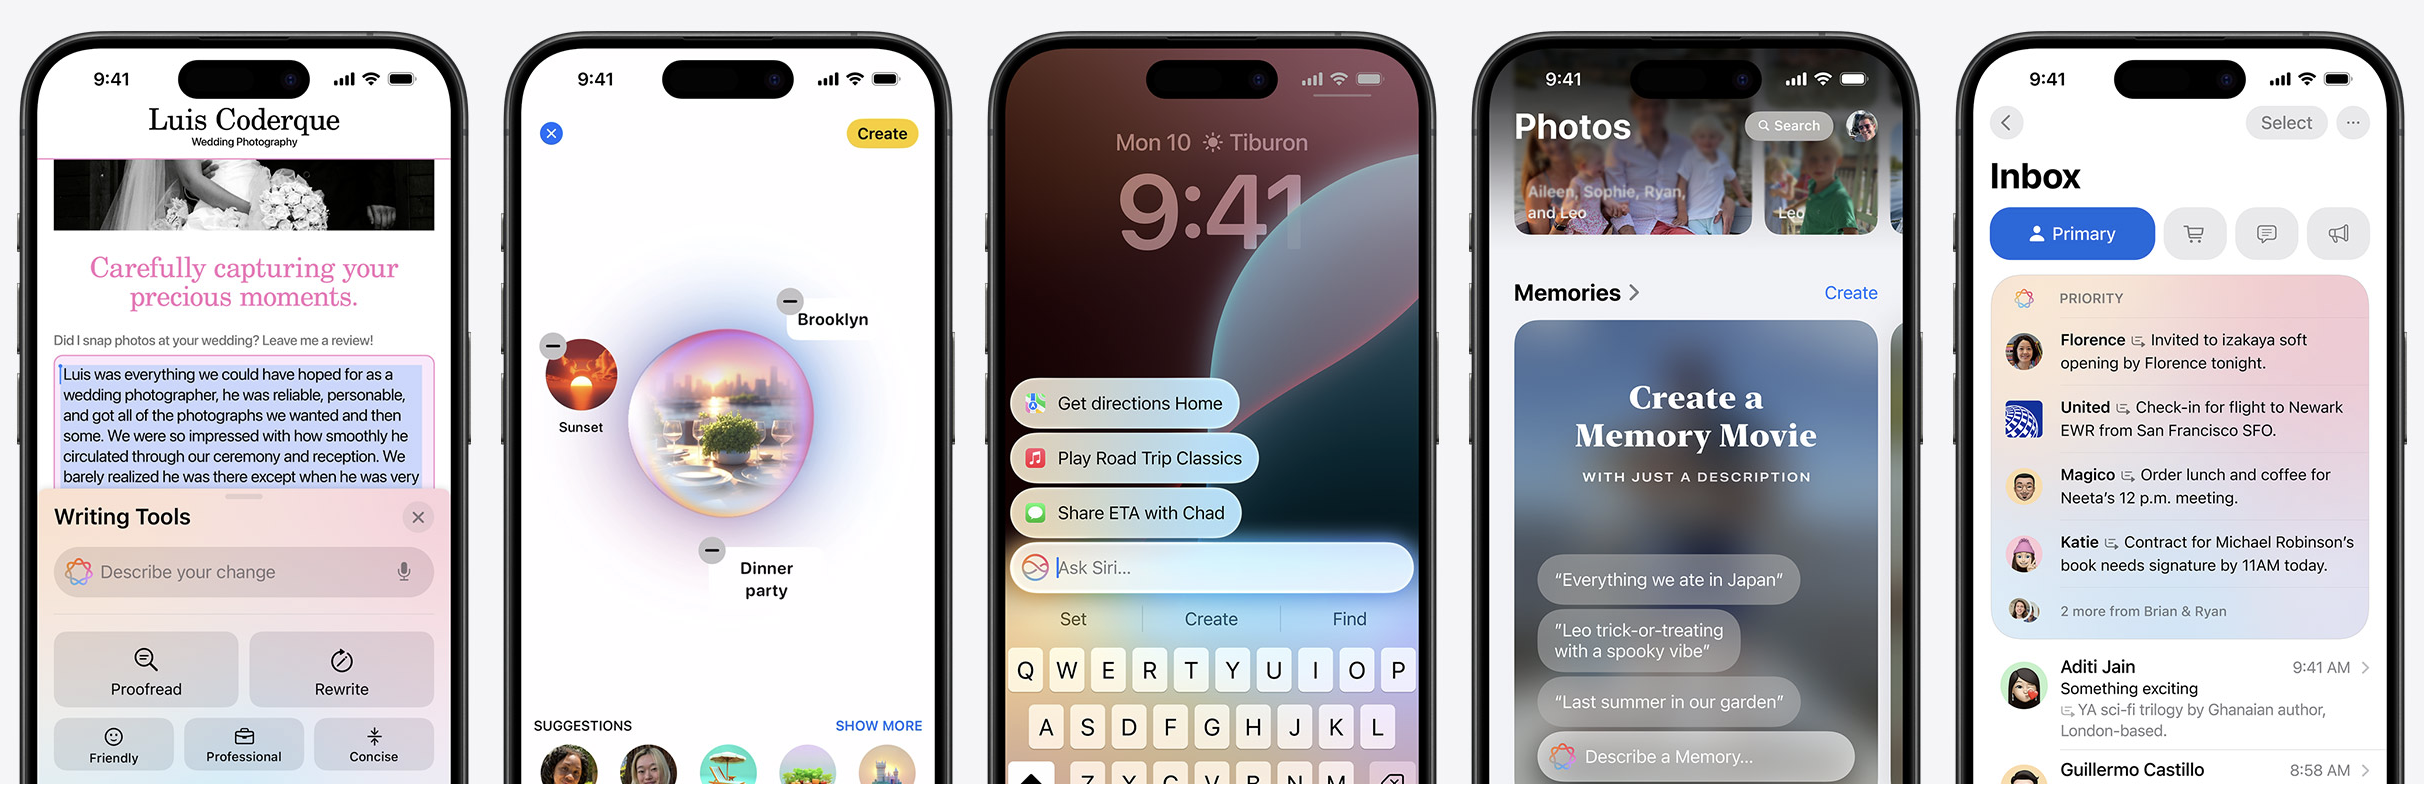 9:41
Luis Coderque
Wedding Photography
Carefully capturing your
precious moments.
Did I snap photos at your wedding? Leave me a review!
Luis was everything we could have hoped for as a
wedding photographer, he was reliable, personable,
and got all of the photographs we wanted and then
some. We were so impressed with how smoothly he
circulated through our ceremony and reception. We
barely realized he was there except when he was very
Writing Tools
Describe your change
Proofread
Rewrite
Friendly
Professional
Concise
9:41
Create
Brooklyn
Sunset
Dinner
party
SUGGESTIONS
SHOW MORE
Mon 10 Tiburon
9:41
Get directions Home
Play Road Trip Classics
Share ETA with Chad
Ask Siri...
Set
Create
Find
Q W E R T Y U I O P
A S D F G H J K L
Z X C V B N M
9:41
Photos
Search
Aileen, Sophie, Ryan,
and Leo
Leo
Memories
Create
Create a
Memory Movie
WITH JUST A DESCRIPTION
“Everything we ate in Japan”
"Leo trick-or-treating
with a spooky vibe”
“Last summer in our garden”
Describe a Memory...
9:41
Select
Inbox
Primary
PRIORITY
Florence Invited to izakaya soft
opening by Florence tonight.
United Check-in for flight to Newark
EWR from San Francisco SFO.
Magico Order lunch and coffee for
Neeta’s 12 p.m. meeting.
Katie Contract for Michael Robinson’s
book needs signature by 11AM today.
2 more from Brian & Ryan
Aditi Jain
9:41 AM
Something exciting
YA sci-fi trilogy by Ghanaian author,
London-based.
Guillermo Castillo
8:58 AM